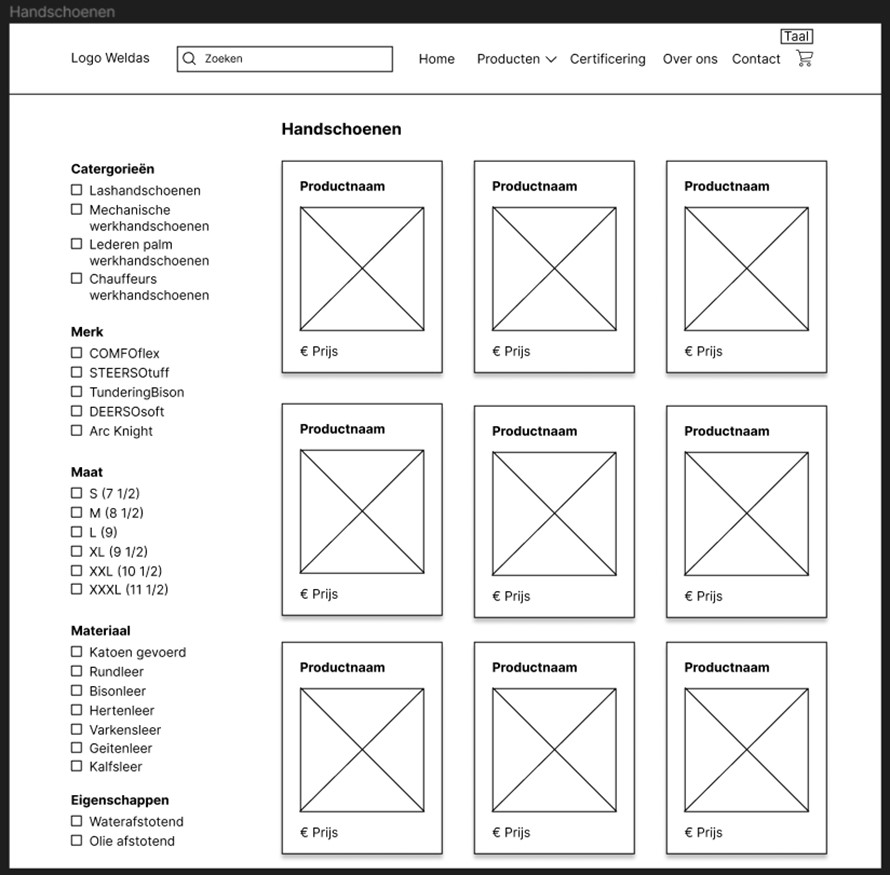 Handschoenen
Taal
Logo Weldas
Zoeken
Home
Producten
Certificering
Over ons
Contact
Handschoenen
Catergorieën
Lashandschoenen
Mechanische
werkhandschoenen
Lederen palm
werkhandschoenen
Chauffeurs
werkhandschoenen
Merk
COMFOflex
STEERSOtuff
TunderingBison
DEERSOsoft
Arc Knight
Maat
S (7 1/2)
M (8 1/2)
L (9)
XL (9 1/2)
XXL (10 1/2)
XXXL (11 1/2)
Materiaal
Katoen gevoerd
Rundleer
Bisonleer
Hertenleer
Varkensleer
Geitenleer
Kalfsleer
Eigenschappen
Waterafstotend
Olie afstotend
Productnaam
€ Prijs
Productnaam
€ Prijs
Productnaam
€ Prijs
Productnaam
€ Prijs
Productnaam
€ Prijs
Productnaam
€ Prijs
Productnaam
€ Prijs
Productnaam
€ Prijs
Productnaam
€ Prijs